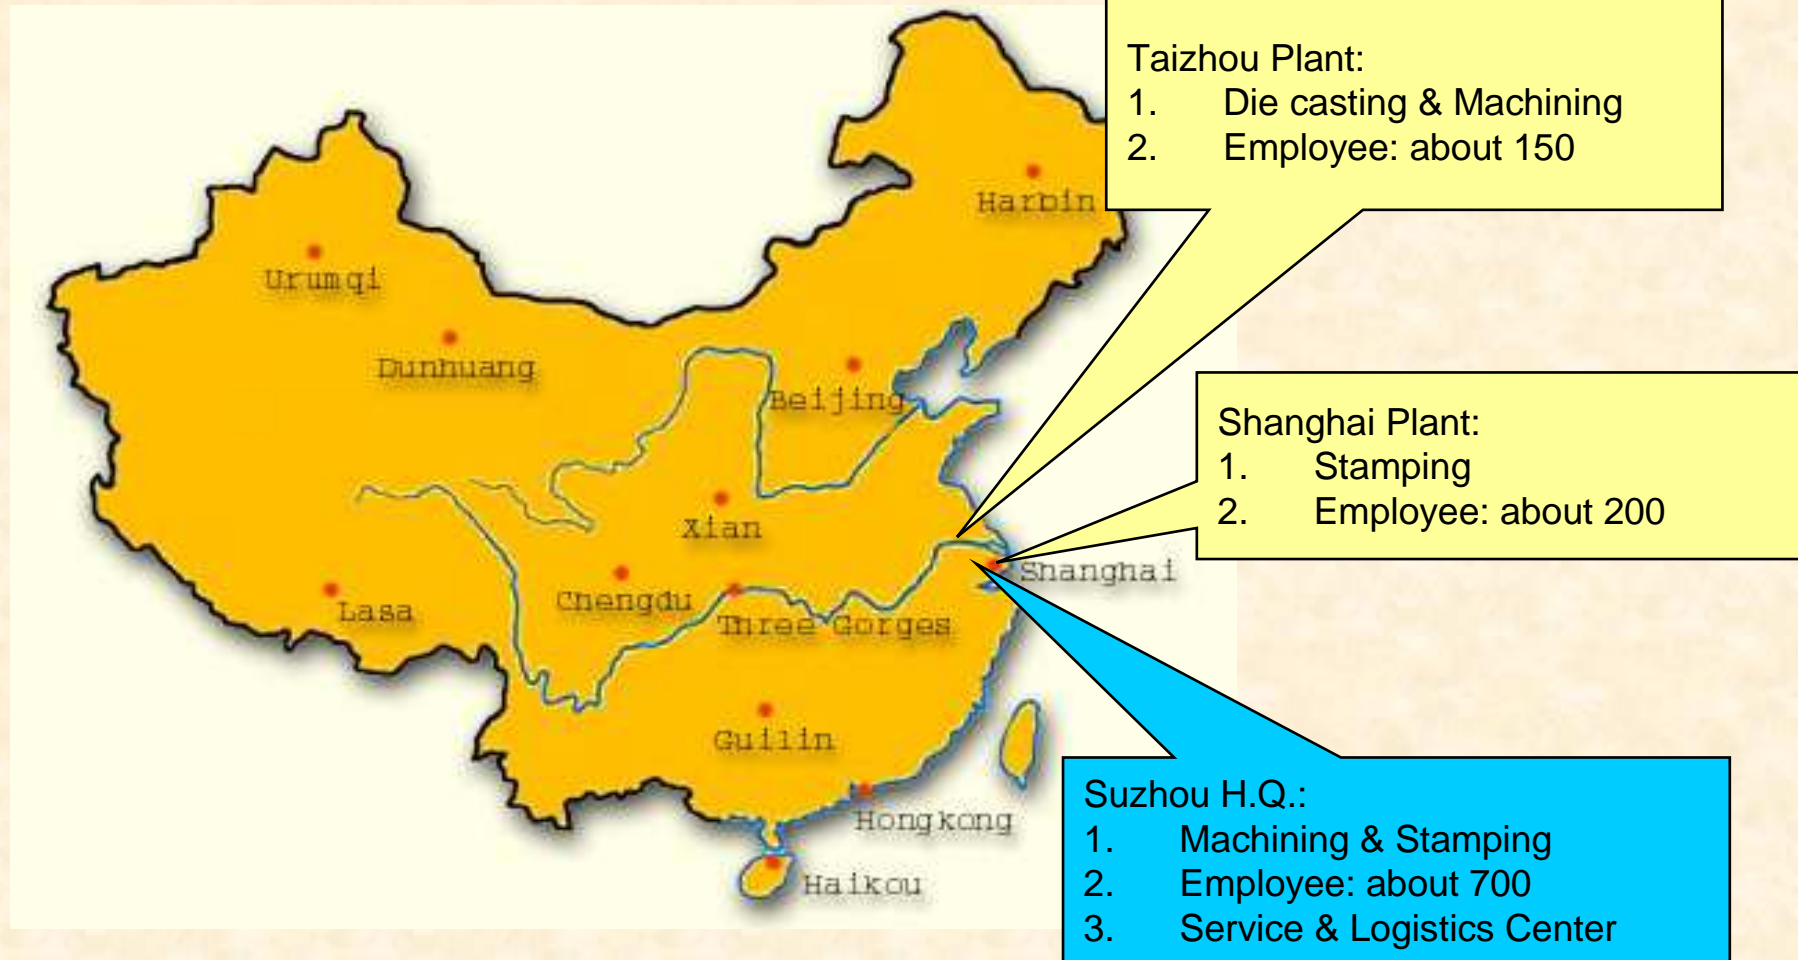 Taizhou Plant:
1. Die casting & Machining
2. Employee: about 150
Harbin
Urumqi
Dunhuang
Beijing
Shanghai Plant:
1. Stamping
2. Employee: about 200
Xian
Shanghai
Chengdu
Lasa
Three Gorges
Guilin
Hongkong
Haikou
Suzhou H.Q.:
1. Machining & Stamping
2. Employee: about 700
3. Service & Logistics Center